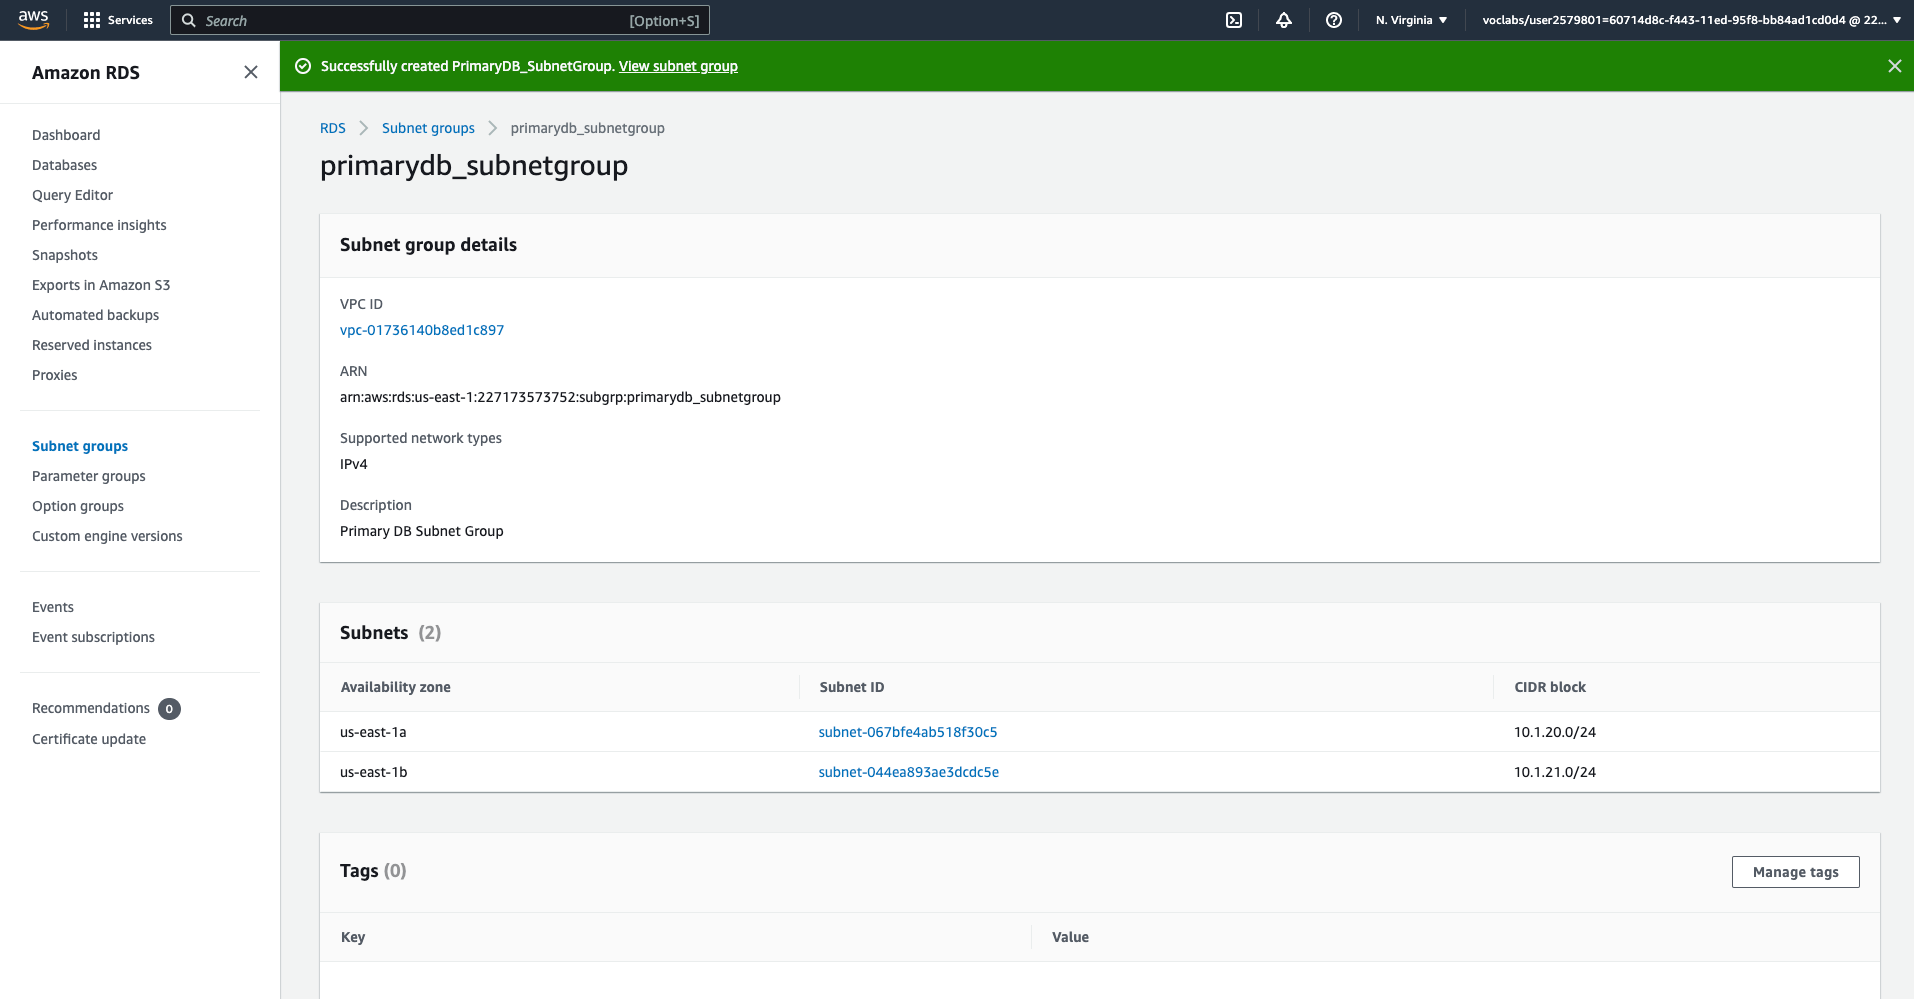 aws
Services
Search
[Option+S]
N. Virginia
voclabs/user2579801=60714d8c-f443-11ed-95f8-bb84ad1cd0d4 @ 22...
Amazon RDS
Successfully created PrimaryDB_SubnetGroup. View subnet group
Dashboard
Databases
Query Editor
Performance insights
Snapshots
Exports in Amazon S3
Automated backups
Reserved instances
Proxies
Subnet groups
Parameter groups
Option groups
Custom engine versions
Events
Event subscriptions
Recommendations 0
Certificate update
RDS
Subnet groups
primarydb_subnetgroup
primarydb_subnetgroup
Subnet group details
VPC ID
vpc-01736140b8ed1c897
ARN
arn:aws:rds:us-east-1:227173573752:subgrp:primarydb_subnetgroup
Supported network types
IPv4
Description
Primary DB Subnet Group
Subnets (2)
Availability zone Subnet ID CIDR block
us-east-1a subnet-067bfe4ab518f30c5 10.1.20.0/24
us-east-1b subnet-044ea893ae3dcdc5e 10.1.21.0/24
Tags (0)
Manage tags
Key Value